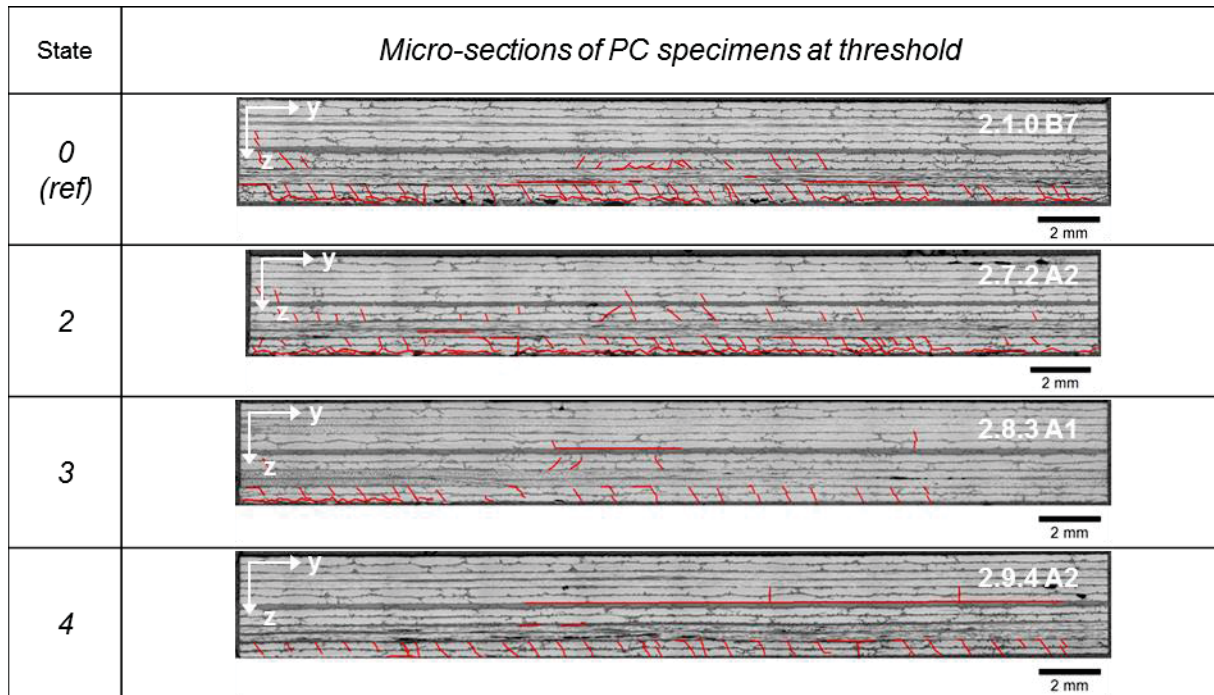 State
Micro-sections of PC specimens at threshold
0
(ref)
y
z
2.1.0 B7
2 mm
2
y
z
2.7.2 A2
2 mm
3
y
z
2.8.3 A1
2 mm
4
y
z
2.9.4 A2
2 mm